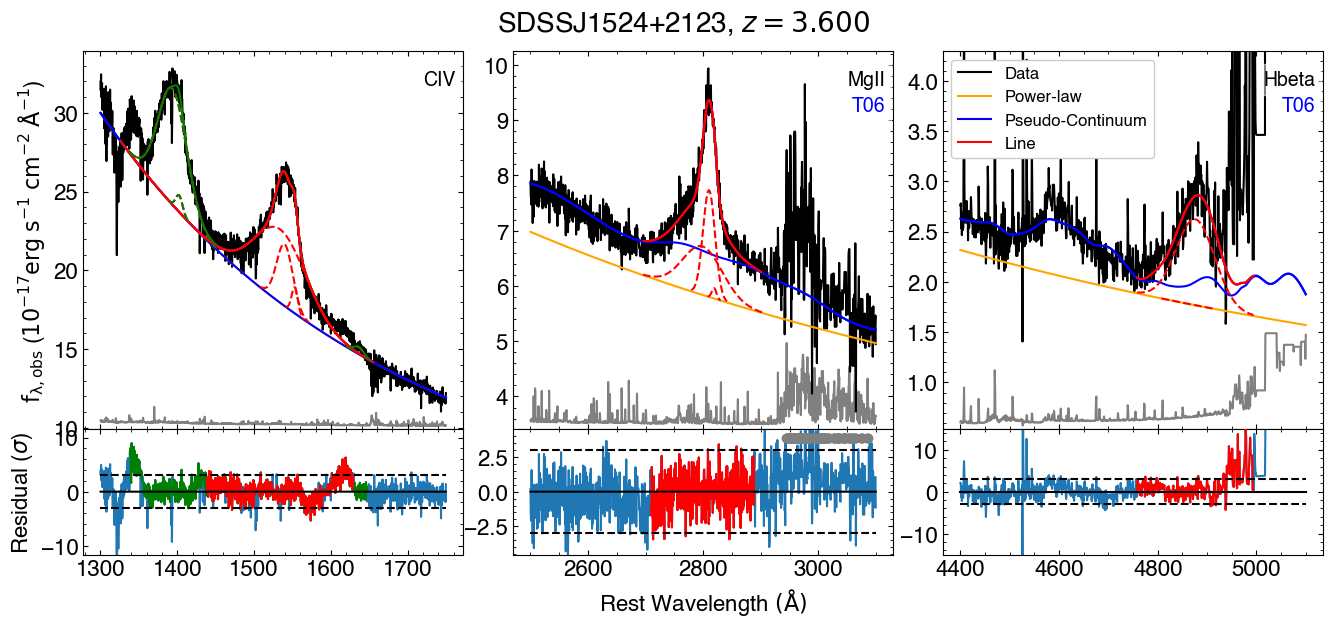 SDSSJ1524+2123, z = 3.600
f_λ,obs (10⁻¹⁷erg s⁻¹ cm⁻² Å⁻¹)
30
25
20
15
10
CIV
10
9
8
7
6
5
4
MgII
T06
4.0
3.5
3.0
2.5
2.0
1.5
1.0
Data
Power-law
Pseudo-Continuum
Line
Hbeta
T06
Residual (σ)
10
0
−10
1300 1400 1500 1600 1700
2.5
0.0
−2.5
2600 2800 3000
10
0
−10
4400 4600 4800 5000
Rest Wavelength (Å)